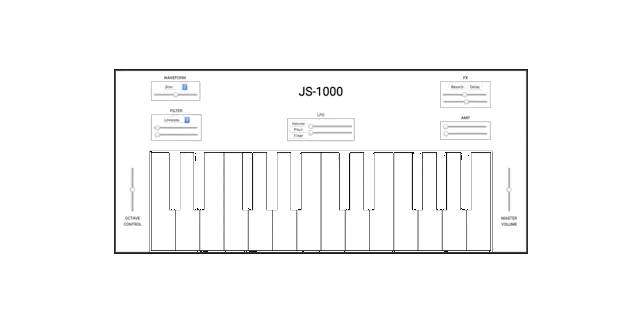 WAVEFORM
Sine
FX
Reverb Delay
JS-1000
FILTER
Lowpass
LFO
Volume
Pitch
Filter
AMP
OCTAVE
CONTROL
MASTER
VOLUME